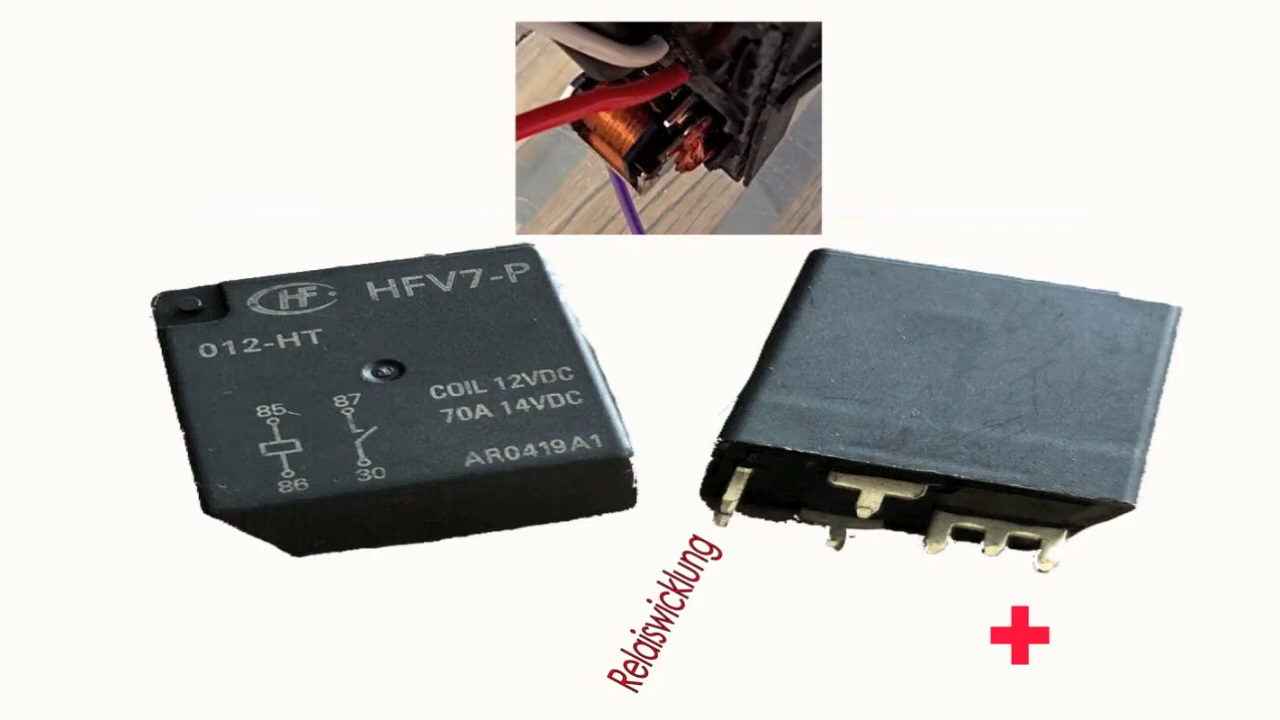 HF HFV7-P
012-HT
COIL 12VDC
70A 14VDC
85 87
86 30
AR0419A1
Relaiswicklung